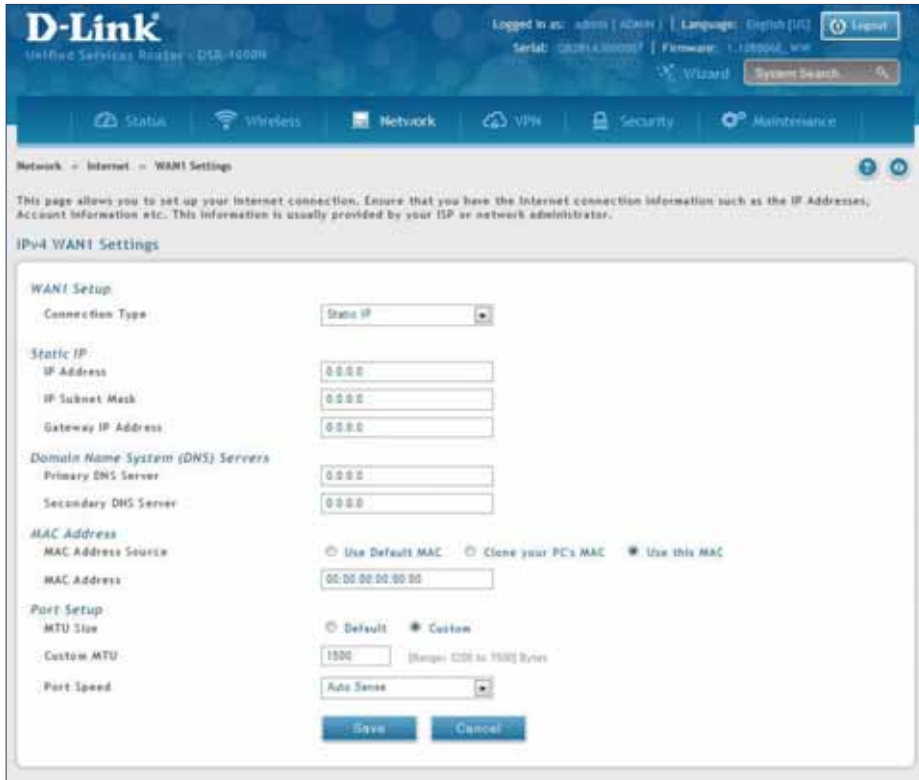 D-Link
Unified Services Router - DSR-1000N
Logged in as: admin ( ADMIN ) | Language: English [US]
Logout
Serial: | Firmware:
Wizard
System Search
Status
Wireless
Network
VPN
Security
Maintenance
Network » Internet » WAN1 Settings
This page allows you to set up your Internet connection. Ensure that you have the Internet connection information such as the IP Addresses,
Account Information etc. This information is usually provided by your ISP or network administrator.
IPv4 WAN1 Settings
WAN1 Setup
Connection Type Static IP
Static IP
IP Address 0.0.0.0
IP Subnet Mask 0.0.0.0
Gateway IP Address 0.0.0.0
Domain Name System (DNS) Servers
Primary DNS Server 0.0.0.0
Secondary DNS Server 0.0.0.0
MAC Address
MAC Address Source Use Default MAC Clone your PC's MAC Use this MAC
MAC Address 00:00:00:00:00:00
Port Setup
MTU Size Default Custom
Custom MTU 1500 [Range: 1200 to 1500] Bytes
Port Speed Auto Sense
Save Cancel